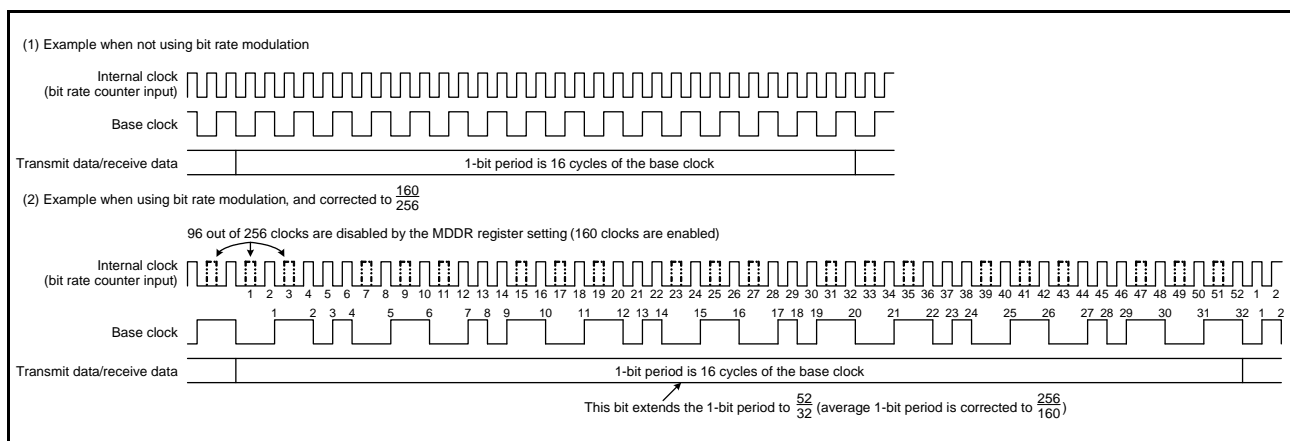 (1) Example when not using bit rate modulation
Internal clock
(bit rate counter input)
Base clock
Transmit data/receive data
1-bit period is 16 cycles of the base clock
(2) Example when using bit rate modulation, and corrected to 160/256
96 out of 256 clocks are disabled by the MDDR register setting (160 clocks are enabled)
Internal clock
(bit rate counter input)
1 2 3 4 5 6 7 8 9 10 11 12 13 14 15 16 17 18 19 20 21 22 23 24 25 26 27 28 29 30 31 32 33 34 35 36 37 38 39 40 41 42 43 44 45 46 47 48 49 50 51 52 1 2
Base clock
1 2 3 4 5 6 7 8 9 10 11 12 13 14 15 16 17 18 19 20 21 22 23 24 25 26 27 28 29 30 31 32 1 2
Transmit data/receive data
1-bit period is 16 cycles of the base clock
This bit extends the 1-bit period to 52/32 (average 1-bit period is corrected to 256/160)